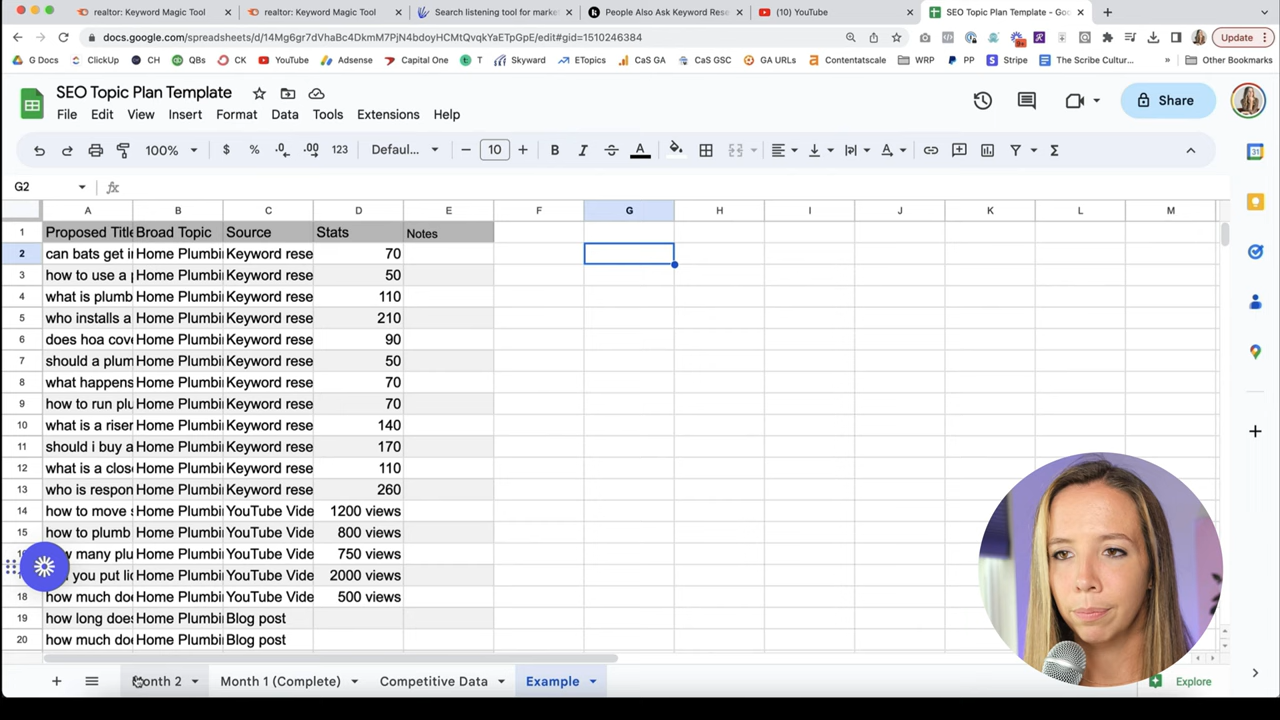 realtor: Keyword Magic Tool
realtor: Keyword Magic Tool
Search listening tool for marke
People Also Ask Keyword Rese
(10) YouTube
SEO Topic Plan Template - Goo
docs.google.com/spreadsheets/d/14Mg6gr7dVhaBc4DkmM7PjN4bdoyHCMtQvqkYaETpGpE/edit#gid=1510246384
Update
G Docs ClickUp CH QBs CK YouTube Adsense Capital One T Skyward ETopics CaS GA CaS GSC GA URLs Contentatscale WRP PP Stripe The Scribe Cultur... Other Bookmarks
SEO Topic Plan Template
Share
File Edit View Insert Format Data Tools Extensions Help
100% $ % .0 .00 123 Defaul... 10 B I A
G2 fx
A B C D E F G H I J K L M
1 Proposed Title Broad Topic Source Stats Notes
2 can bats get i Home Plumbi Keyword rese 70
3 how to use a Home Plumbi Keyword rese 50
4 what is plumb Home Plumbi Keyword rese 110
5 who installs a Home Plumbi Keyword rese 210
6 does hoa cov Home Plumbi Keyword rese 90
7 should a plum Home Plumbi Keyword rese 50
8 what happens Home Plumbi Keyword rese 70
9 how to run plu Home Plumbi Keyword rese 70
10 what is a riser Home Plumbi Keyword rese 140
11 should i buy a Home Plumbi Keyword rese 170
12 what is a close Home Plumbi Keyword rese 110
13 who is respon Home Plumbi Keyword rese 260
14 how to move Home Plumbi YouTube Vide 1200 views
15 how to plumb Home Plumbi YouTube Vide 800 views
how many plu Home Plumbi YouTube Vide 750 views
you put li Home Plumbi YouTube Vide 2000 views
18 how much do Home Plumbi YouTube Vide 500 views
19 how long does Home Plumbi Blog post
20 how much do Home Plumbi Blog post
Month 2 Month 1 (Complete) Competitive Data Example Explore